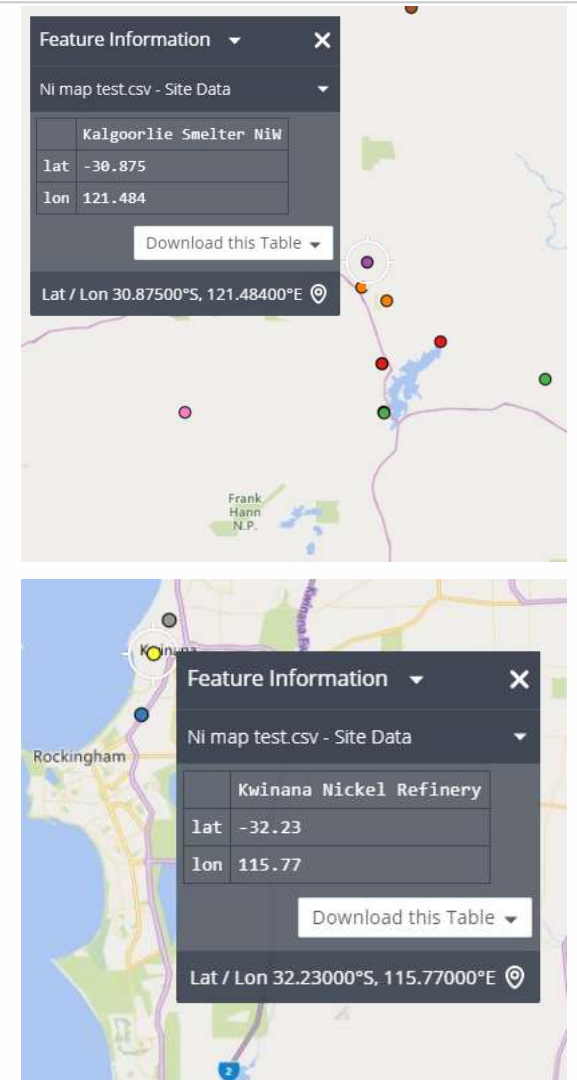 Feature Information
Ni map test.csv - Site Data
Kalgoorlie Smelter NiW
lat -30.875
lon 121.484
Download this Table
Lat / Lon 30.87500°S, 121.48400°E
Frank
Hann
N.P.
Kwinana
Feature Information
Ni map test.csv - Site Data
Rockingham
Kwinana Nickel Refinery
lat -32.23
lon 115.77
Download this Table
Lat / Lon 32.23000°S, 115.77000°E
2